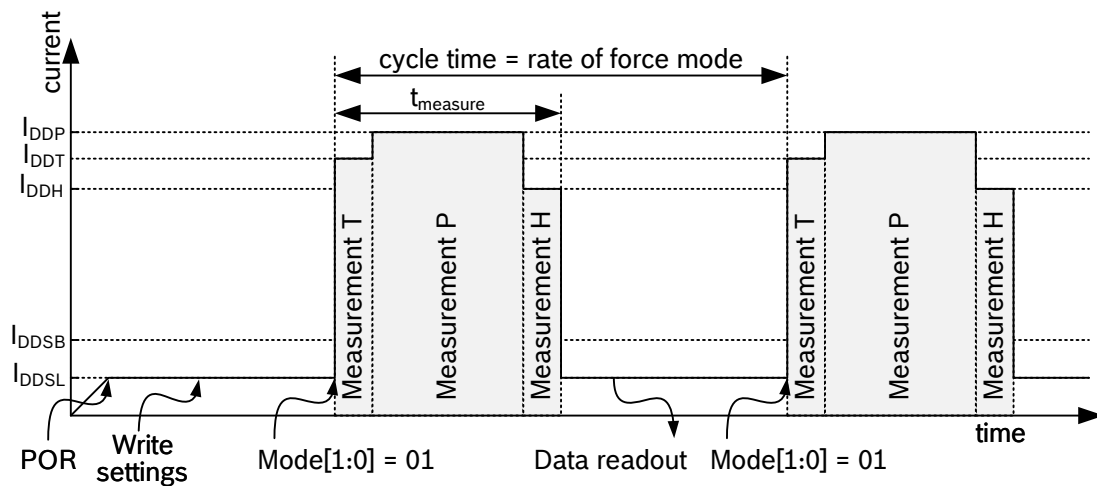 current
cycle time = rate of force mode
tmeasure
IDDP
IDDT
IDDH
IDDSB
IDDSL
Measurement T
Measurement P
Measurement H
Measurement T
Measurement P
Measurement H
time
POR
Write
settings
Mode[1:0] = 01
Data readout
Mode[1:0] = 01